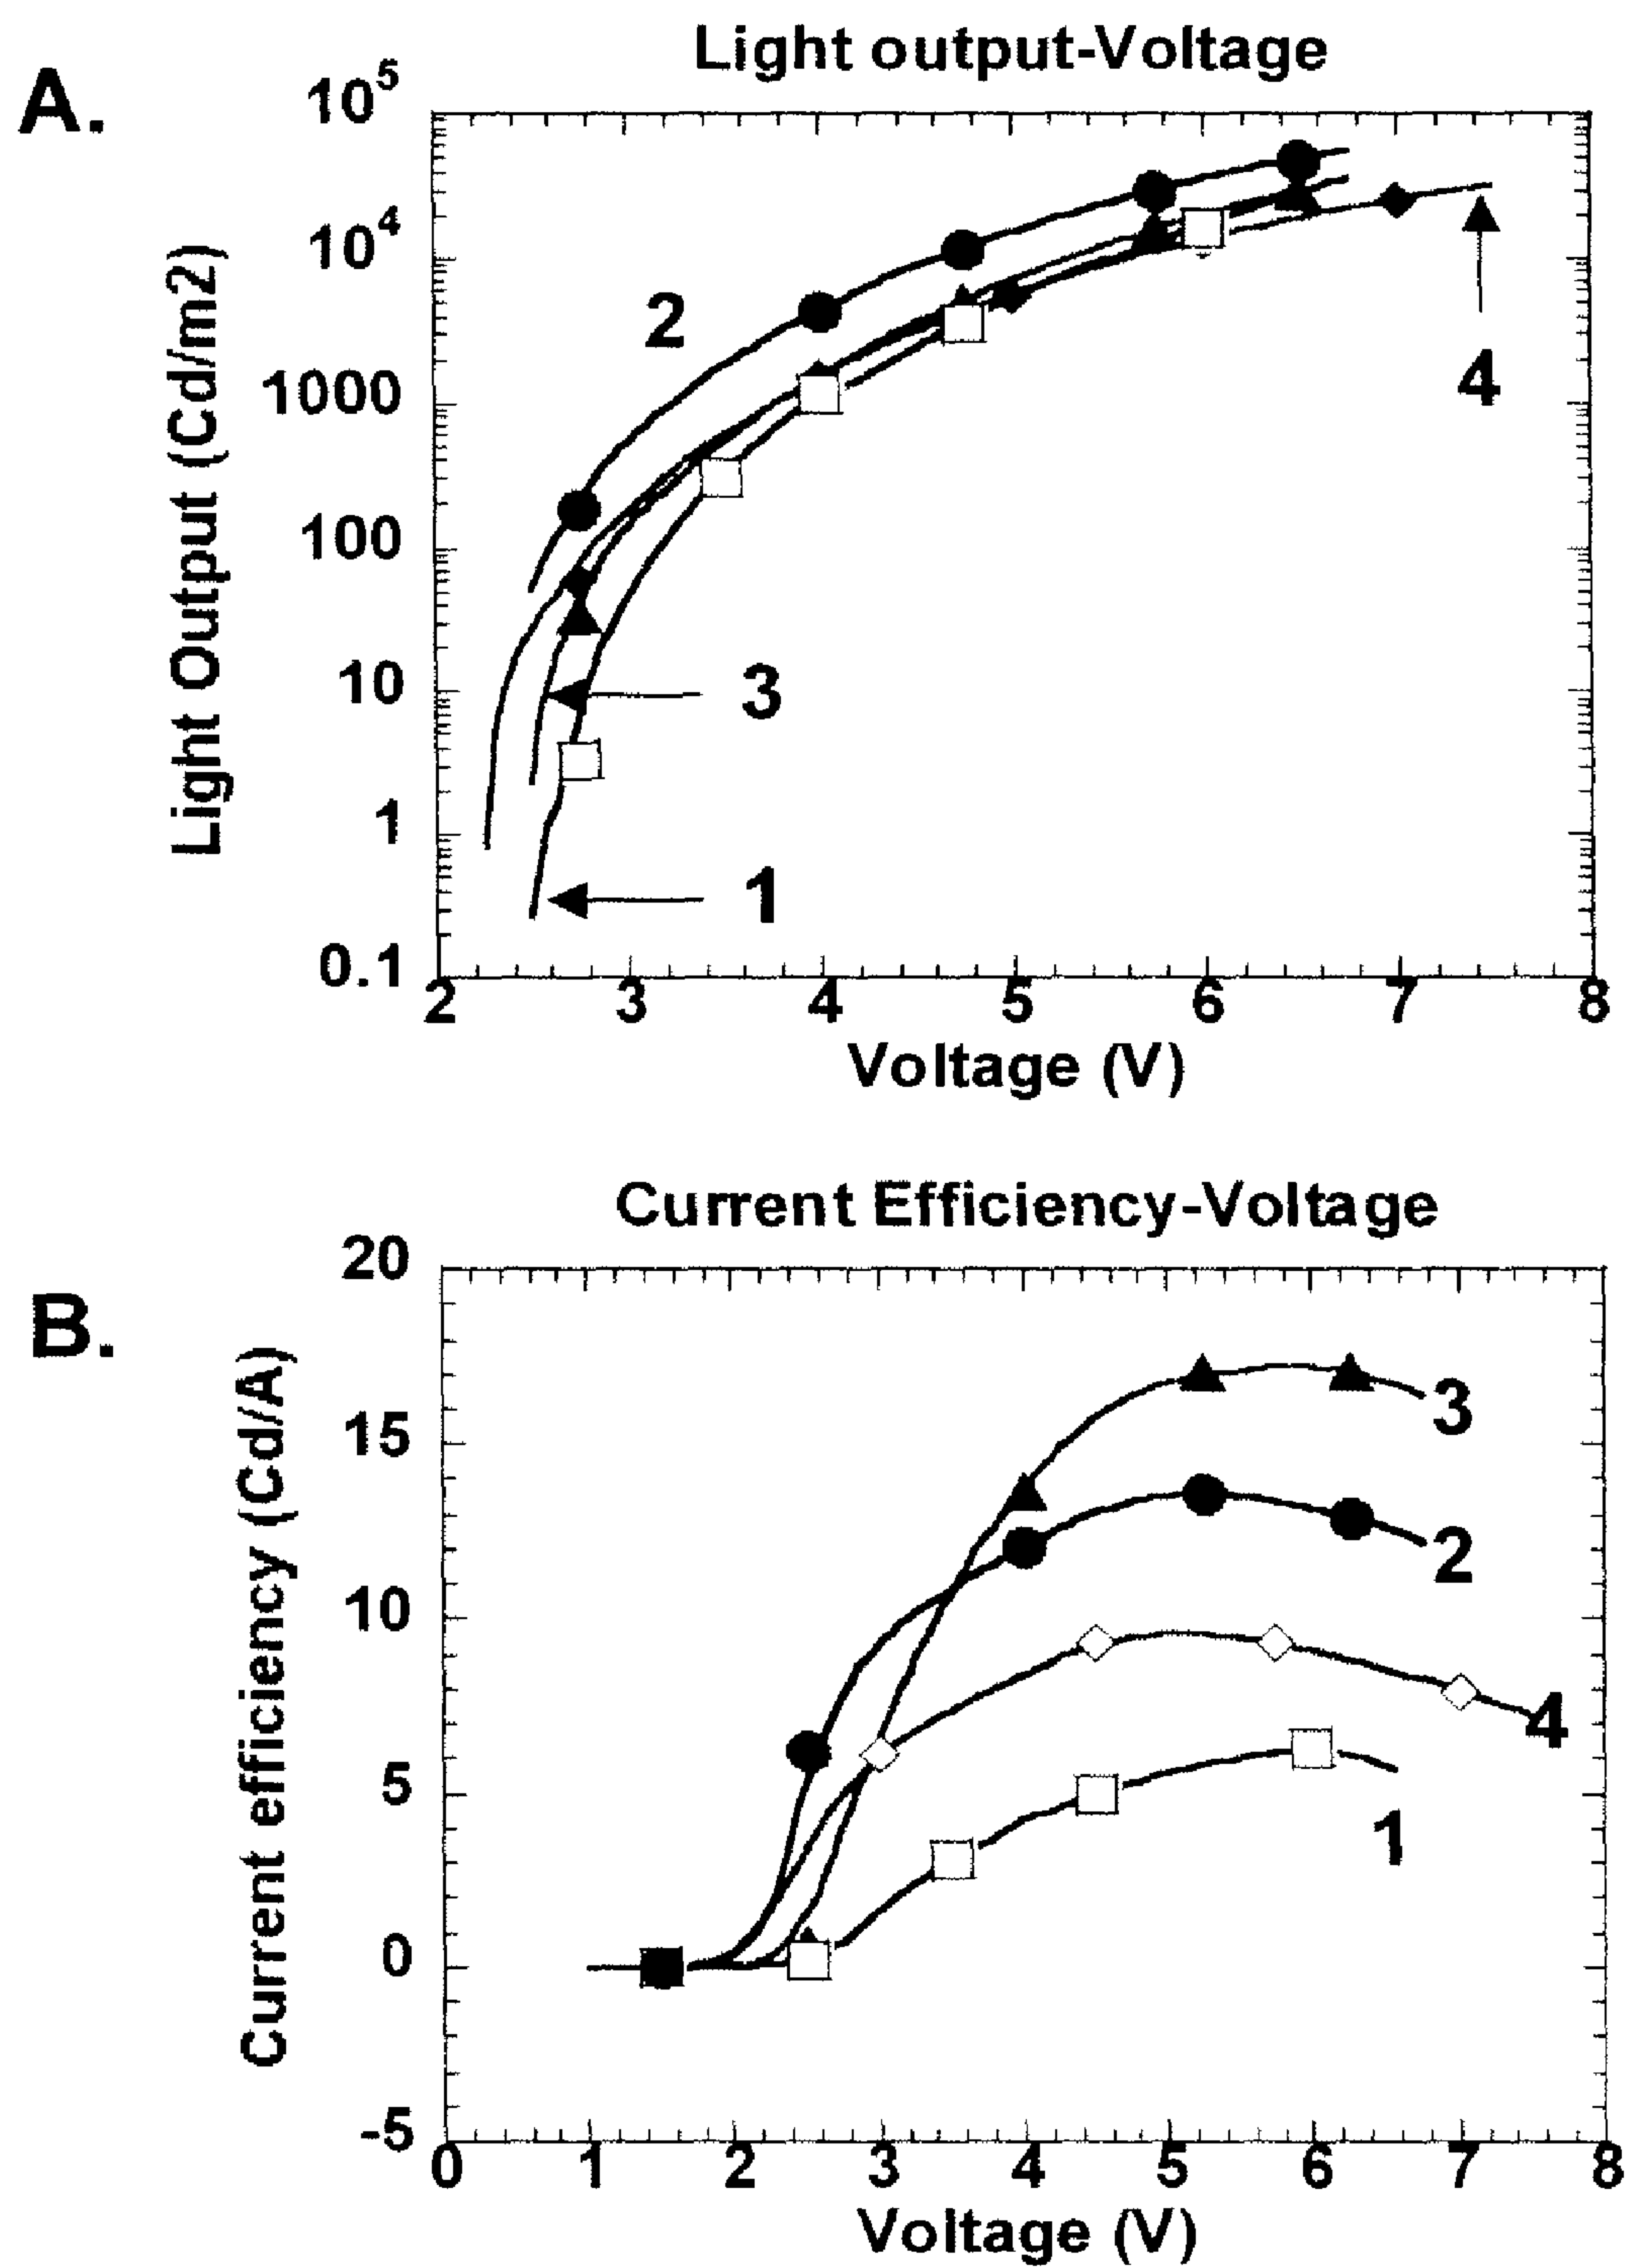 A.
Light output-Voltage
10^5
10^4
1000
100
10
1
0.1
Light Output (Cd/m2)
2
3
1
4
2 3 4 5 6 7 8
Voltage (V)
B.
Current Efficiency-Voltage
20
15
10
5
0
-5
Current efficiency (Cd/A)
3
2
4
1
0 1 2 3 4 5 6 7 8
Voltage (V)